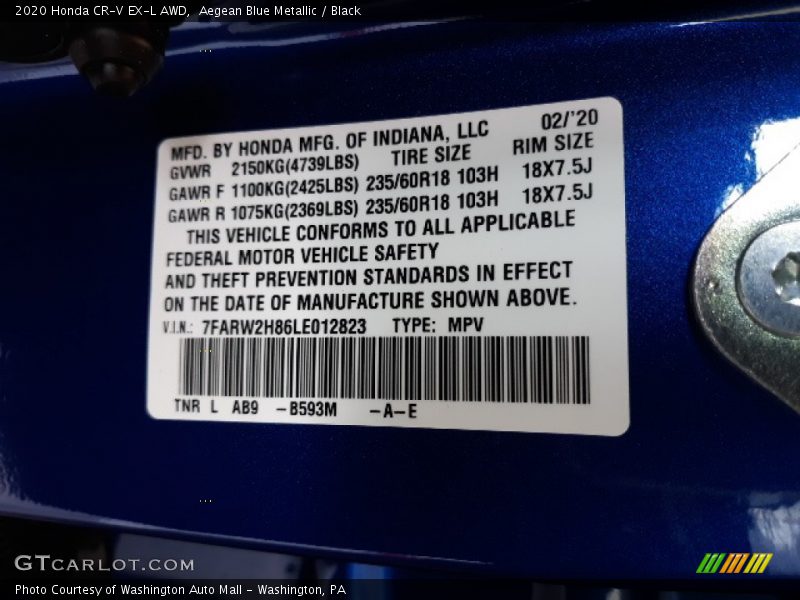 2020 Honda CR-V EX-L AWD,  Aegean Blue Metallic / Black
MFD. BY HONDA MFG. OF INDIANA, LLC 02/'20
GVWR 2150KG(4739LBS) TIRE SIZE RIM SIZE
GAWR F 1100KG(2425LBS) 235/60R18 103H 18X7.5J
GAWR R 1075KG(2369LBS) 235/60R18 103H 18X7.5J
THIS VEHICLE CONFORMS TO ALL APPLICABLE
FEDERAL MOTOR VEHICLE SAFETY
AND THEFT PREVENTION STANDARDS IN EFFECT
ON THE DATE OF MANUFACTURE SHOWN ABOVE.
V.I.N.: 7FARW2H86LE012823 TYPE: MPV
TNR L AB9 -B593M -A-E
GTCARLOT.COM
Photo Courtesy of Washington Auto Mall - Washington, PA